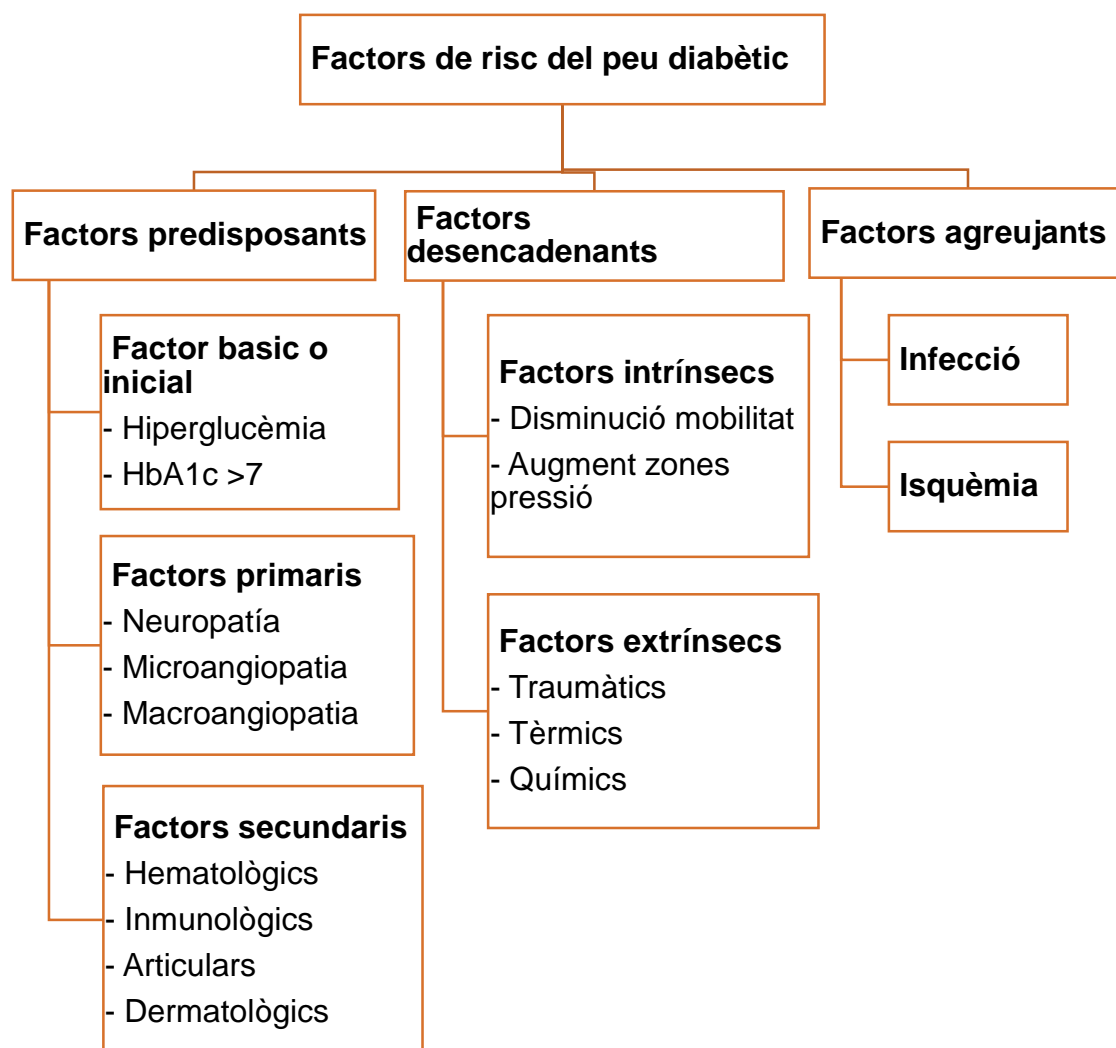 Factors de risc del peu diabètic
Factors predisposants
Factor basic o
inicial
- Hiperglucèmia
- HbA1c >7
Factors primaris
- Neuropatía
- Microangiopatia
- Macroangiopatia
Factors secundaris
- Hematològics
- Inmunològics
- Articulars
- Dermatològics
Factors
desencadenants
Factors intrínsecs
- Disminució mobilitat
- Augment zones
pressió
Factors extrínsecs
- Traumàtics
- Tèrmics
- Químics
Factors agreujants
Infecció
Isquèmia